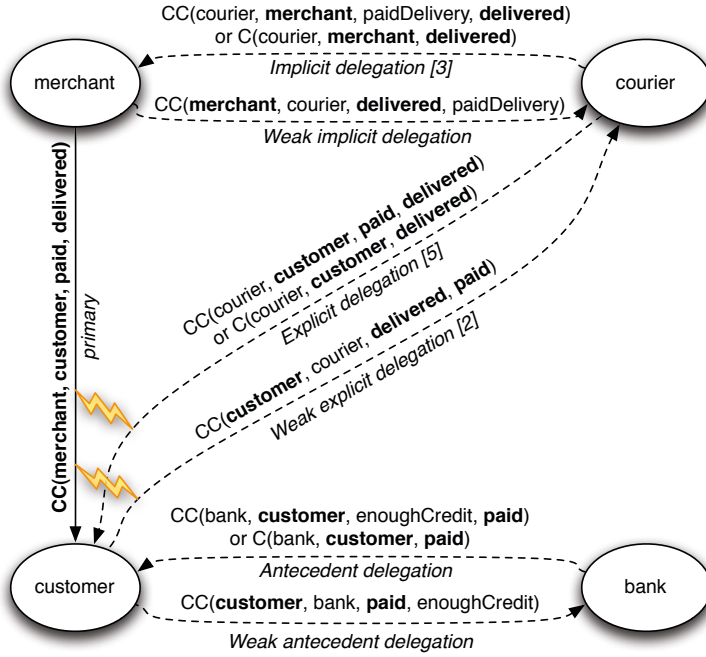 CC(courier, merchant, paidDelivery, delivered)
or C(courier, merchant, delivered)
merchant
Implicit delegation [3]
courier
CC(merchant, courier, delivered, paidDelivery)
Weak implicit delegation
CC(merchant, customer, paid, delivered)
primary
CC(courier, customer, paid, delivered)
or C(courier, customer, delivered)
Explicit delegation [5]
CC(customer, courier, delivered, paid)
Weak explicit delegation [2]
CC(bank, customer, enoughCredit, paid)
or C(bank, customer, paid)
customer
Antecedent delegation
bank
CC(customer, bank, paid, enoughCredit)
Weak antecedent delegation